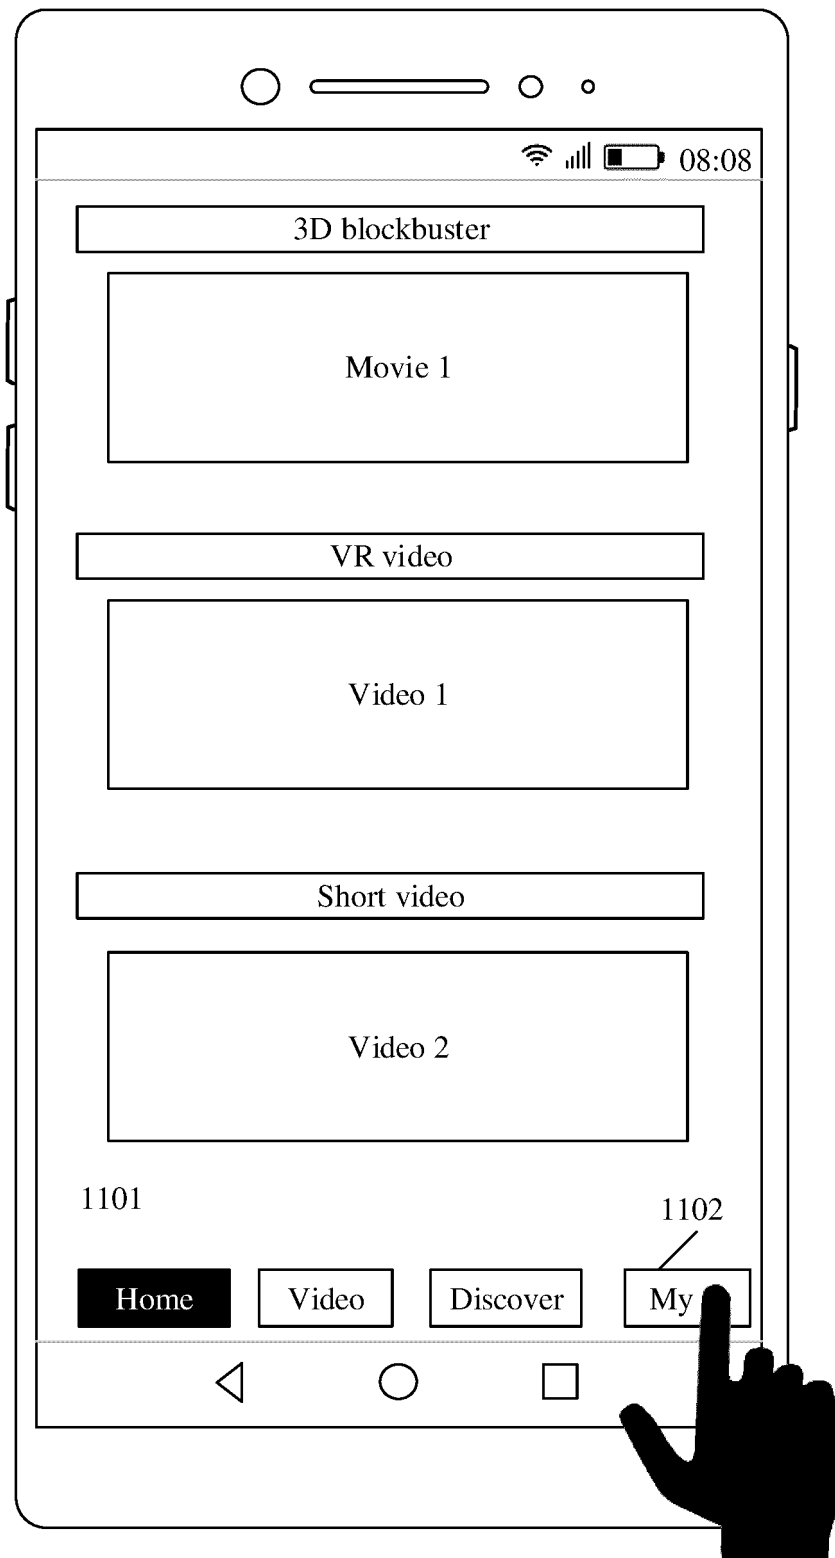 08:08
3D blockbuster
Movie 1
VR video
Video 1
Short video
Video 2
1101
1102
Home Video Discover My